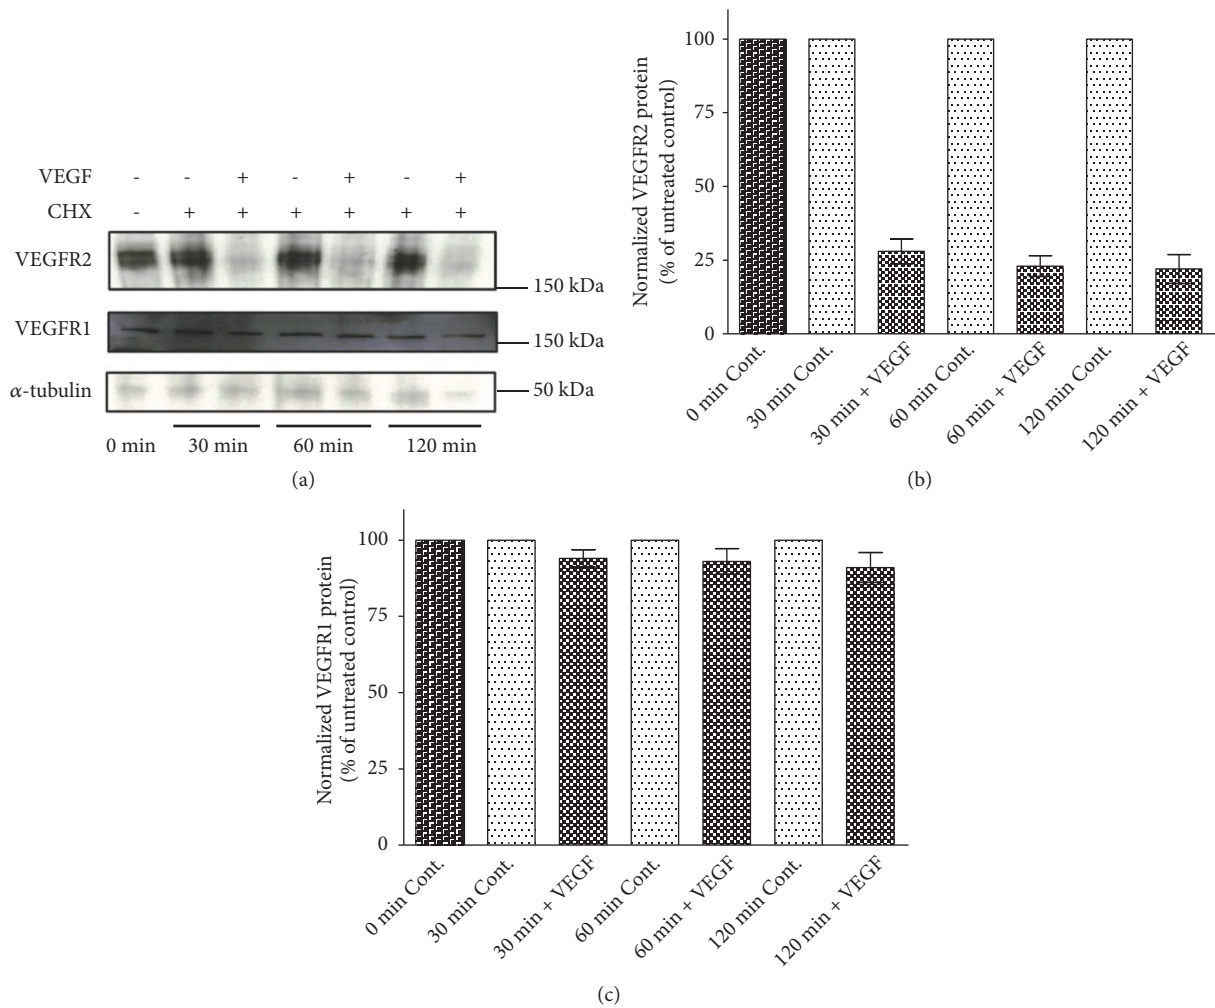 VEGF - - + - + - +
CHX - + + + + + +
VEGFR2
150 kDa
VEGFR1
150 kDa
α-tubulin
50 kDa
0 min 30 min 60 min 120 min
(a)
Normalized VEGFR2 protein
(% of untreated control)
100
75
50
25
0
0 min Cont.
30 min Cont.
30 min + VEGF
60 min Cont.
60 min + VEGF
120 min Cont.
120 min + VEGF
(b)
Normalized VEGFR1 protein
(% of untreated control)
100
75
50
25
0
0 min Cont.
30 min Cont.
30 min + VEGF
60 min Cont.
60 min + VEGF
120 min Cont.
120 min + VEGF
(c)